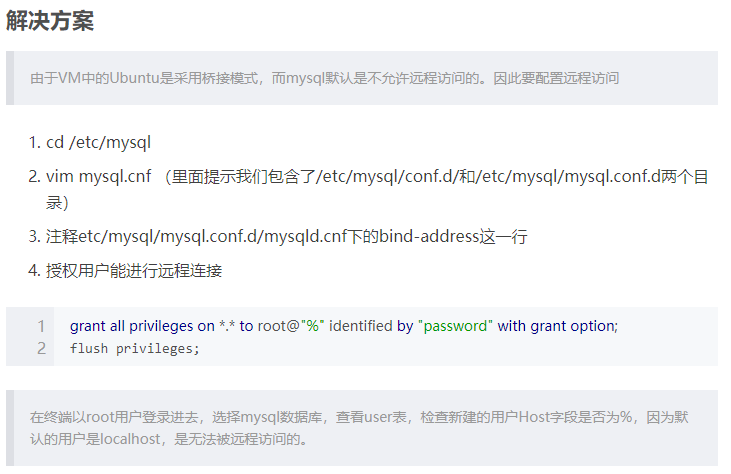 解决方案
由于VM中的Ubuntu是采用桥接模式，而mysql默认是不允许远程访问的。因此要配置远程访问
1. cd /etc/mysql
2. vim mysql.cnf （里面提示我们包含了/etc/mysql/conf.d/和/etc/mysql/mysql.conf.d两个目
录）
3. 注释etc/mysql/mysql.conf.d/mysqld.cnf下的bind-address这一行
4. 授权用户能进行远程连接
1 grant all privileges on *.* to root@"%" identified by "password" with grant option;
2 flush privileges;
在终端以root用户登录进去，选择mysql数据库，查看user表，检查新建的用户Host字段是否为%，因为默
认的用户是localhost，是无法被远程访问的。